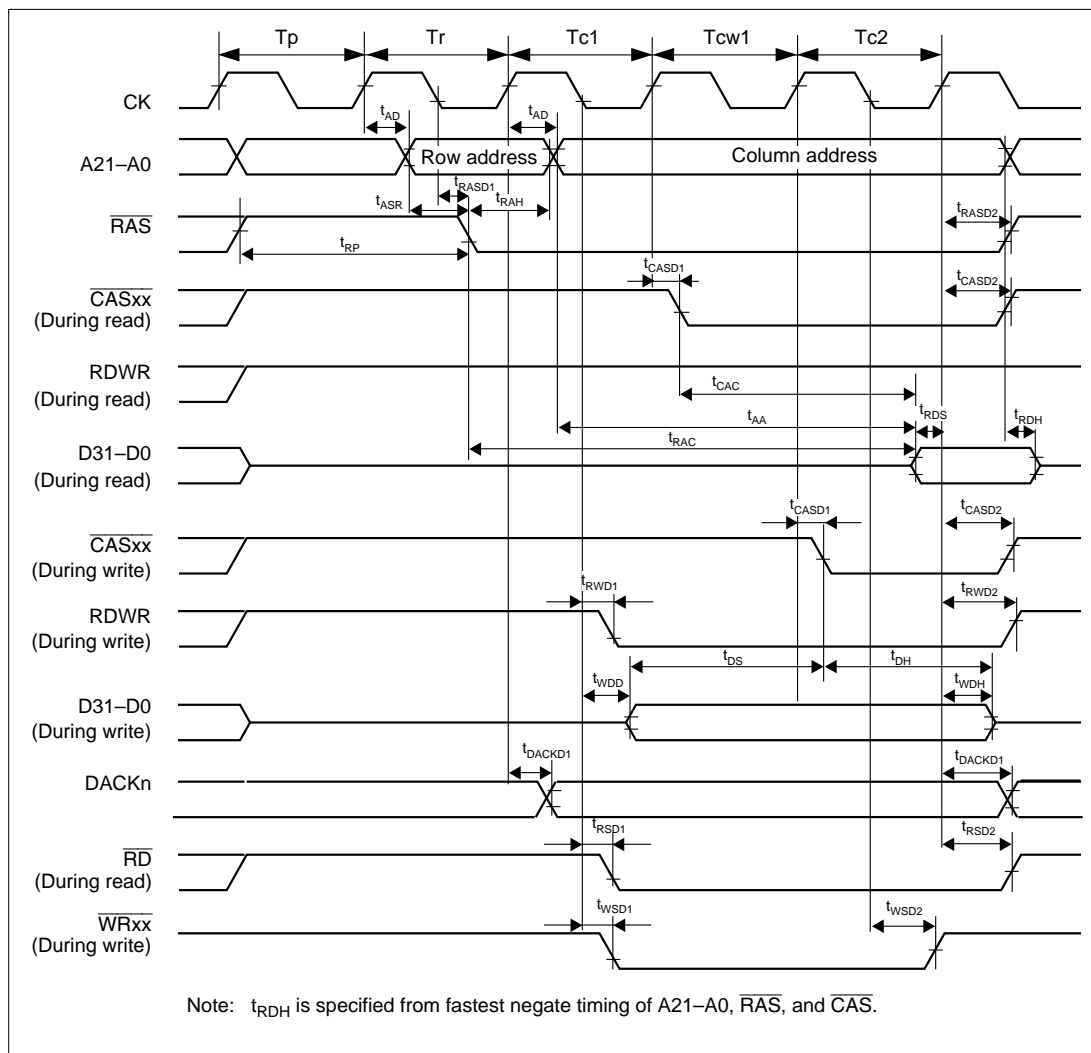 Tp Tr Tc1 Tcw1 Tc2
CK
tAD tAD
A21–A0 Row address Column address
tRASD1
tASR tRAH tRASD2
RAS
tRP
tCASD1 tCASD2
CASxx
(During read)
RDWR
(During read)
tCAC
tRDS
tAA tRDH
tRAC
D31–D0
(During read)
tCASD1 tCASD2
CASxx
(During write)
tRWD1 tRWD2
RDWR
(During write)
tDS tDH
tWDD tWDH
D31–D0
(During write)
tDACKD1 tDACKD1
DACKn
tRSD1 tRSD2
RD
(During read)
tWSD1 tWSD2
WRxx
(During write)
Note: tRDH is specified from fastest negate timing of A21–A0, RAS, and CAS.